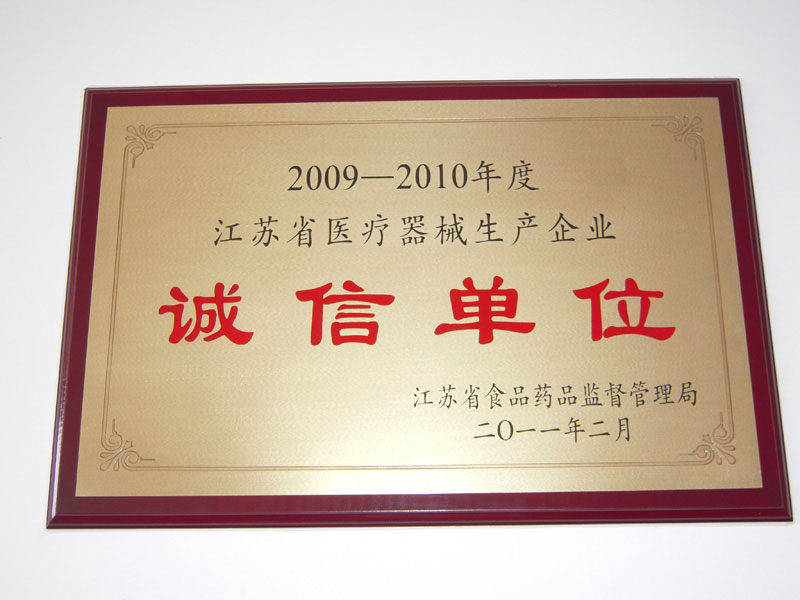 2009—2010年度
江苏省医疗器械生产企业
诚信单位
江苏省食品药品监督管理局
二〇一一年二月